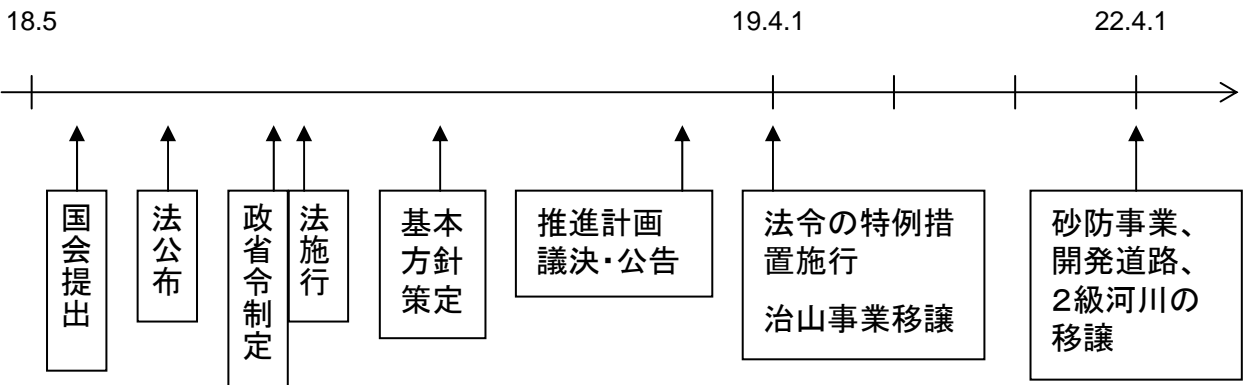 18.5
19.4.1
22.4.1
国会提出
法公布
政省令制定
法施行
基本
方針
策定
推進計画
議決・公告
法令の特例措
置施行
治山事業移譲
砂防事業、
開発道路、
２級河川の
移譲